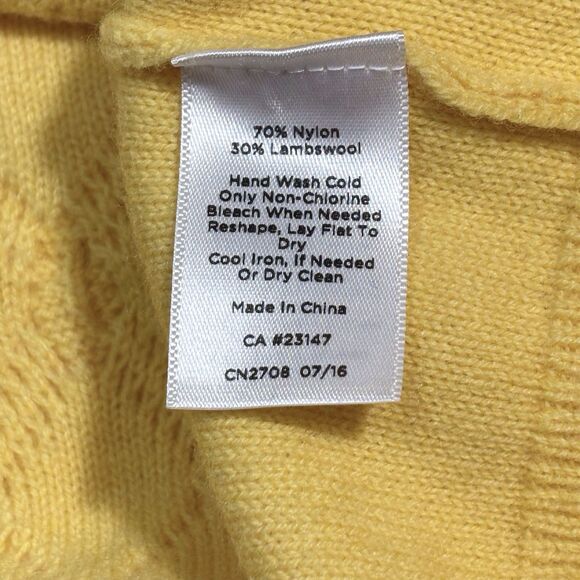 70% Nylon
30% Lambswool
Hand Wash Cold
Only Non-Chlorine
Bleach When Needed
Reshape, Lay Flat To
Dry
Cool Iron, If Needed
Or Dry Clean
Made In China
CA #23147
CN2708 07/16